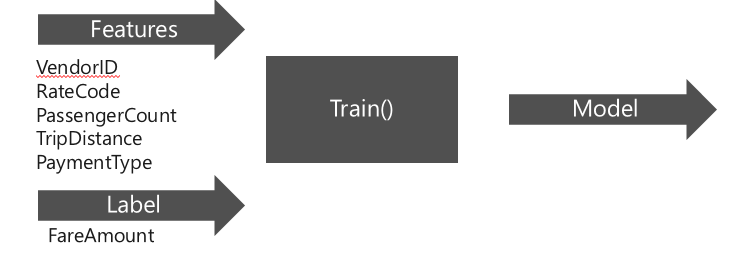 Features
VendorID
RateCode
PassengerCount
TripDistance
PaymentType
Label
FareAmount
Train()
Model